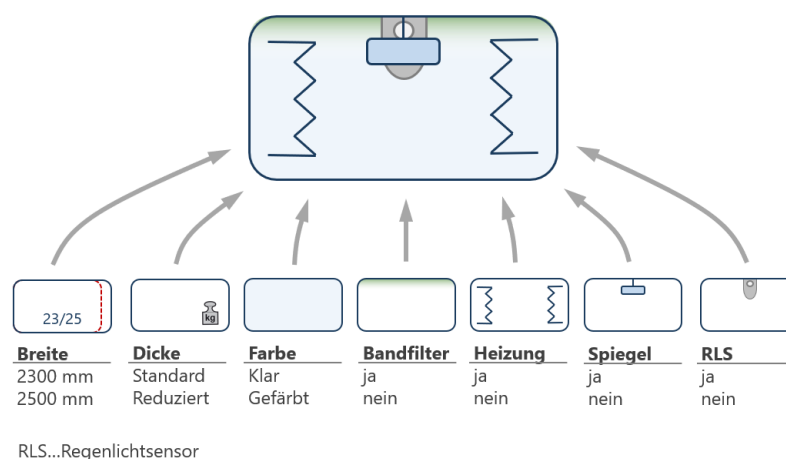 23/25
kg
Breite Dicke Farbe Bandfilter Heizung Spiegel RLS
2300 mm Standard Klar ja ja ja ja
2500 mm Reduziert Gefärbt nein nein nein nein
RLS...Regenlichtsensor